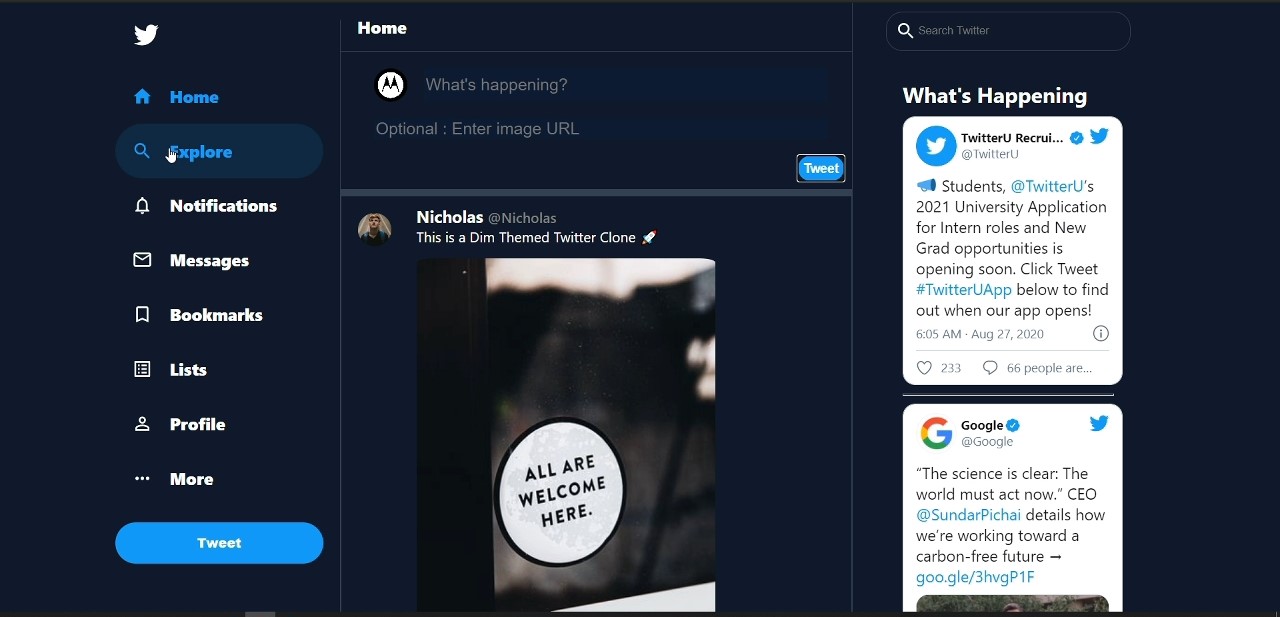 Home
Explore
Notifications
Messages
Bookmarks
Lists
Profile
More
Tweet
Home
What's happening?
Optional : Enter image URL
Tweet
Nicholas @Nicholas
This is a Dim Themed Twitter Clone 🚀
ALL ARE
WELCOME
HERE.
Search Twitter
What's Happening
TwitterU Recrui...
@TwitterU
📣 Students, @TwitterU's
2021 University Application
for Intern roles and New
Grad opportunities is
opening soon. Click Tweet
#TwitterUApp below to find
out when our app opens!
6:05 AM · Aug 27, 2020
233
66 people are...
Google
@Google
“The science is clear: The
world must act now.” CEO
@SundarPichai details how
we’re working toward a
carbon-free future →
goo.gle/3hvgP1F